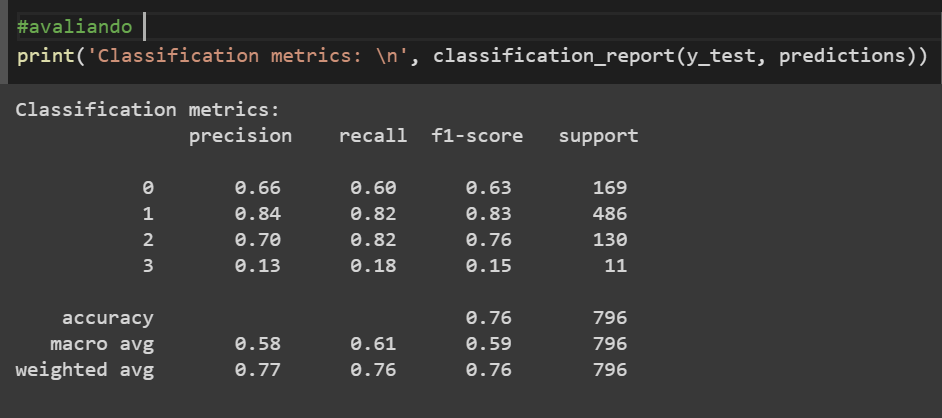 #avaliando
print('Classification metrics: \n', classification_report(y_test, predictions))
Classification metrics:
precision recall f1-score support
0 0.66 0.60 0.63 169
1 0.84 0.82 0.83 486
2 0.70 0.82 0.76 130
3 0.13 0.18 0.15 11
accuracy 0.76 796
macro avg 0.58 0.61 0.59 796
weighted avg 0.77 0.76 0.76 796